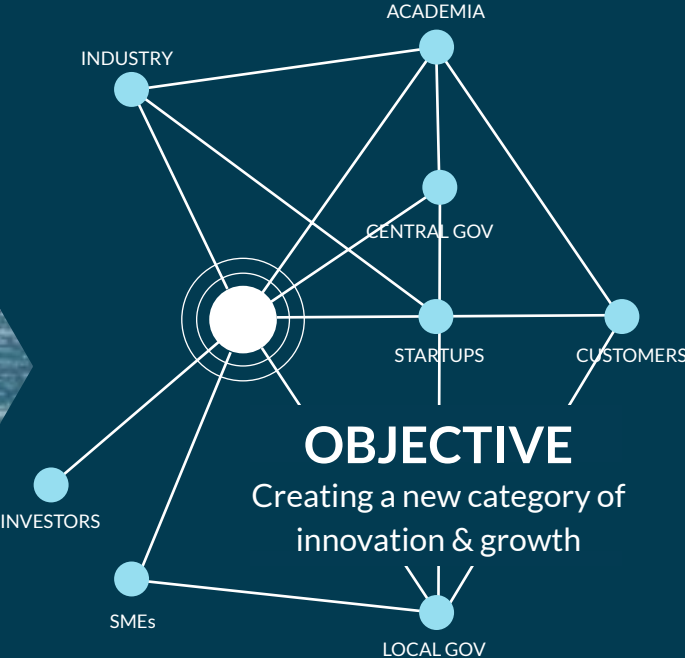 ACADEMIA
INDUSTRY
CENTRAL GOV
STARTUPS
CUSTOMERS
OBJECTIVE
Creating a new category of
innovation & growth
INVESTORS
SMEs
LOCAL GOV